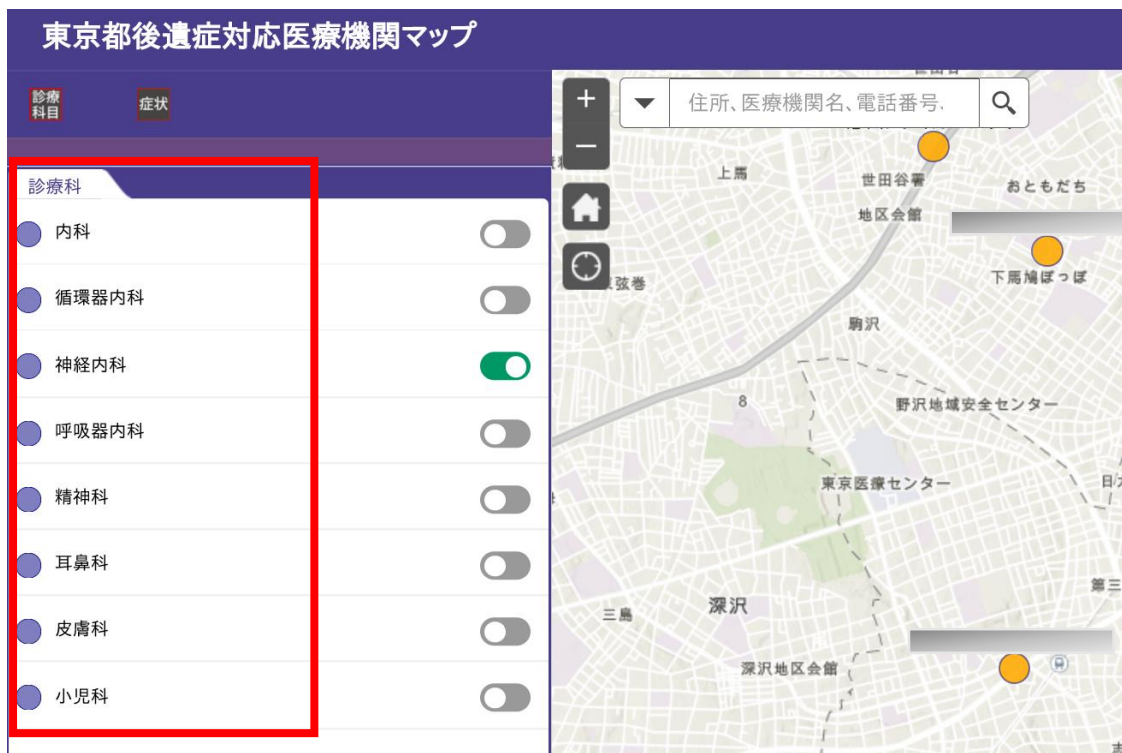 東京都後遺症対応医療機関マップ
診療
科目
症状
診療科
内科
循環器内科
神経内科
呼吸器内科
精神科
耳鼻科
皮膚科
小児科
住所、医療機関名、電話番号、
上馬
世田谷署
地区会館
おともだち
弦巻
下馬鳩ぽっぽ
駒沢
8
野沢地域安全センター
東京医療センター
第三
三島
深沢
深沢地区会館